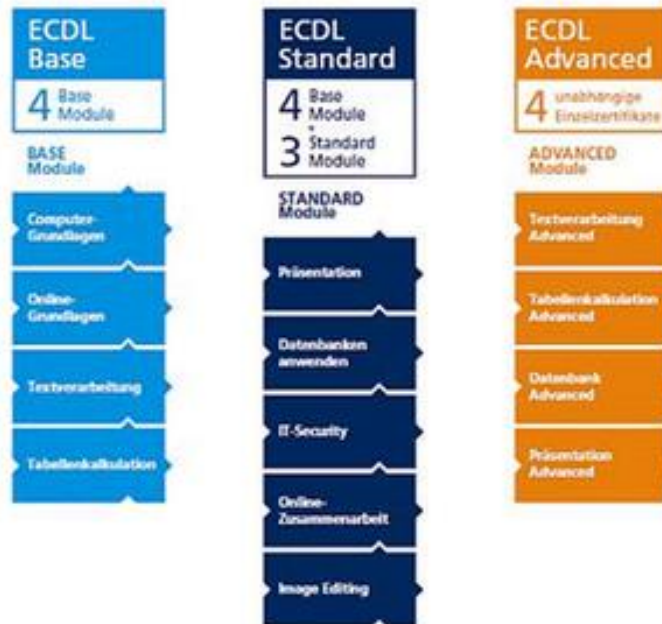 ECDL
Base
4 Base
Module
BASE
Module
Computer-
Grundlagen
Online-
Grundlagen
Textverarbeitung
Tabellenkalkulation
ECDL
Standard
4 Base
Module
+
3 Standard
Module
STANDARD
Module
Präsentation
Datenbanken
anwenden
IT-Security
Online-
Zusammenarbeit
Image Editing
ECDL
Advanced
4 unabhängige
Einzelzertifikate
ADVANCED
Module
Textverarbeitung
Advanced
Tabellenkalkulation
Advanced
Datenbank
Advanced
Präsentation
Advanced